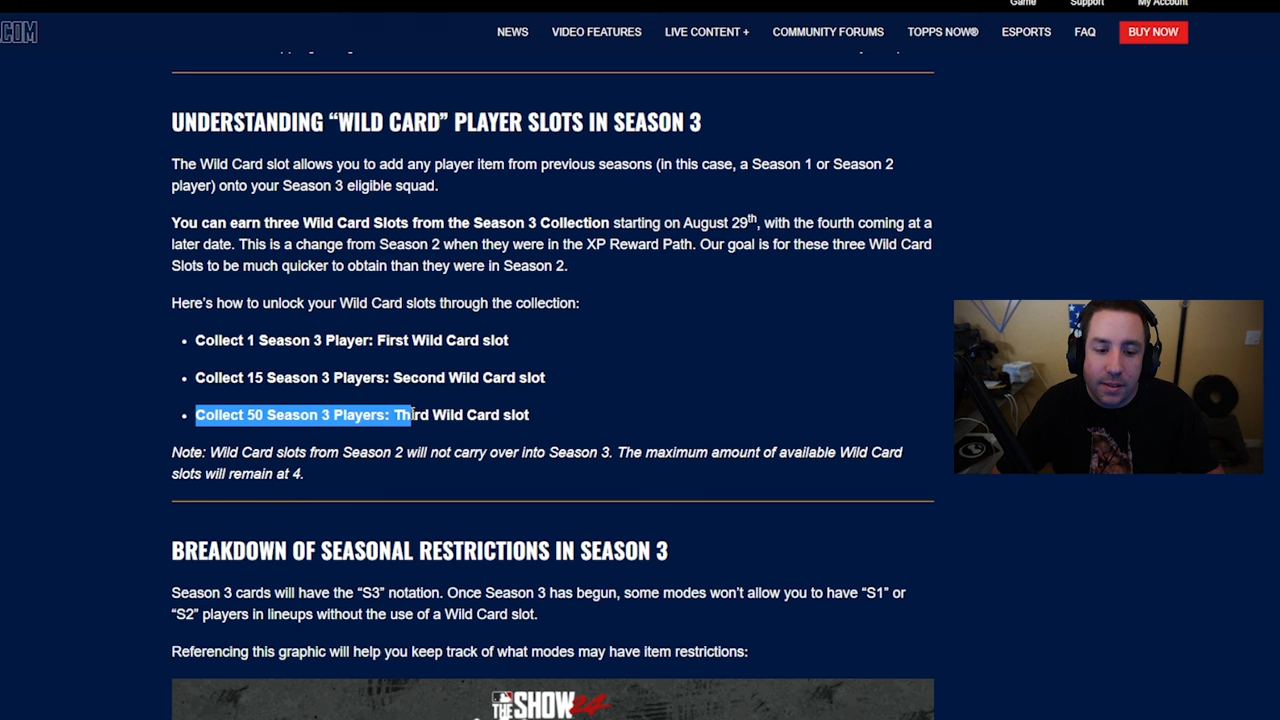 Game Support My Account
.COM NEWS VIDEO FEATURES LIVE CONTENT + COMMUNITY FORUMS TOPPS NOW® ESPORTS FAQ BUY NOW
UNDERSTANDING “WILD CARD” PLAYER SLOTS IN SEASON 3
The Wild Card slot allows you to add any player item from previous seasons (in this case, a Season 1 or Season 2
player) onto your Season 3 eligible squad.
You can earn three Wild Card Slots from the Season 3 Collection starting on August 29th, with the fourth coming at a
later date. This is a change from Season 2 when they were in the XP Reward Path. Our goal is for these three Wild Card
Slots to be much quicker to obtain than they were in Season 2.
Here’s how to unlock your Wild Card slots through the collection:
• Collect 1 Season 3 Player: First Wild Card slot
• Collect 15 Season 3 Players: Second Wild Card slot
• Collect 50 Season 3 Players: Third Wild Card slot
Note: Wild Card slots from Season 2 will not carry over into Season 3. The maximum amount of available Wild Card
slots will remain at 4.
BREAKDOWN OF SEASONAL RESTRICTIONS IN SEASON 3
Season 3 cards will have the “S3” notation. Once Season 3 has begun, some modes won’t allow you to have “S1” or
“S2” players in lineups without the use of a Wild Card slot.
Referencing this graphic will help you keep track of what modes may have item restrictions:
THE SHOW 24